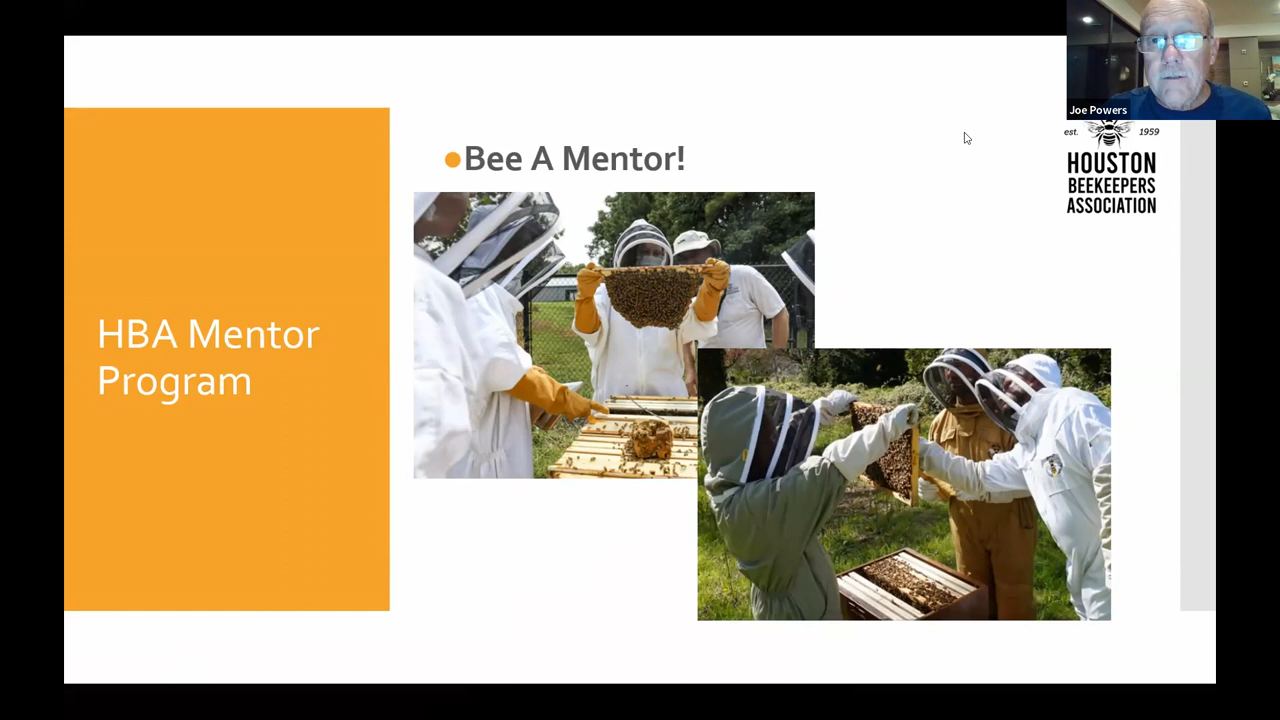 Joe Powers
est. 1959
HOUSTON
BEEKEEPERS
ASSOCIATION
Bee A Mentor!
HBA Mentor
Program